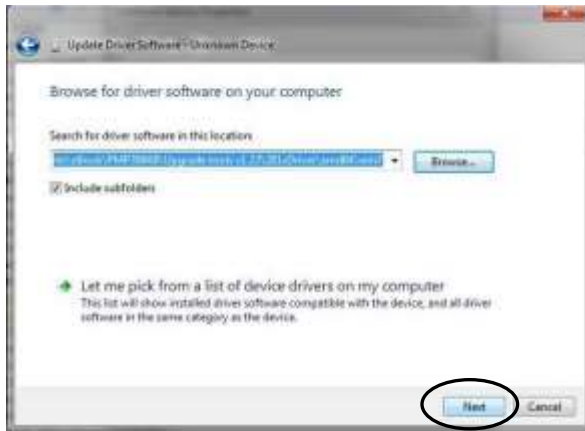 Update Driver Software - Unknown Device
Browse for driver software on your computer
Search for driver software in this location:
Browse...
Include subfolders
Let me pick from a list of device drivers on my computer
This list will show installed driver software compatible with the device, and all driver
software in the same category as the device.
Next
Cancel